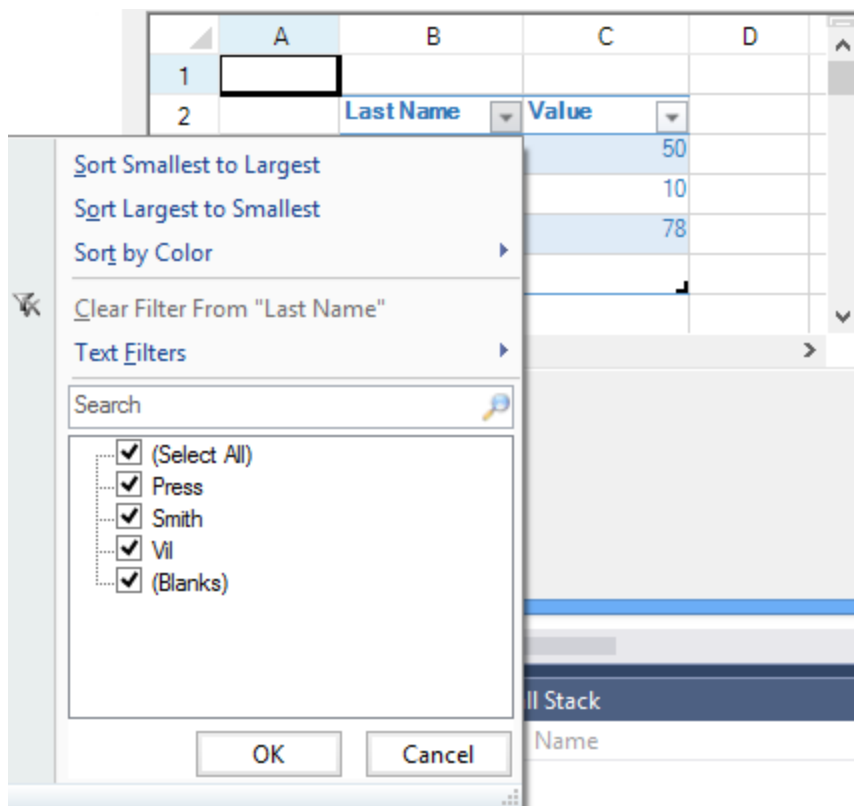 A B C D
1
2 Last Name Value
50
10
78
Sort Smallest to Largest
Sort Largest to Smallest
Sort by Color
Clear Filter From "Last Name"
Text Filters
Search
(Select All)
Press
Smith
Vil
(Blanks)
OK Cancel
ll Stack
Name